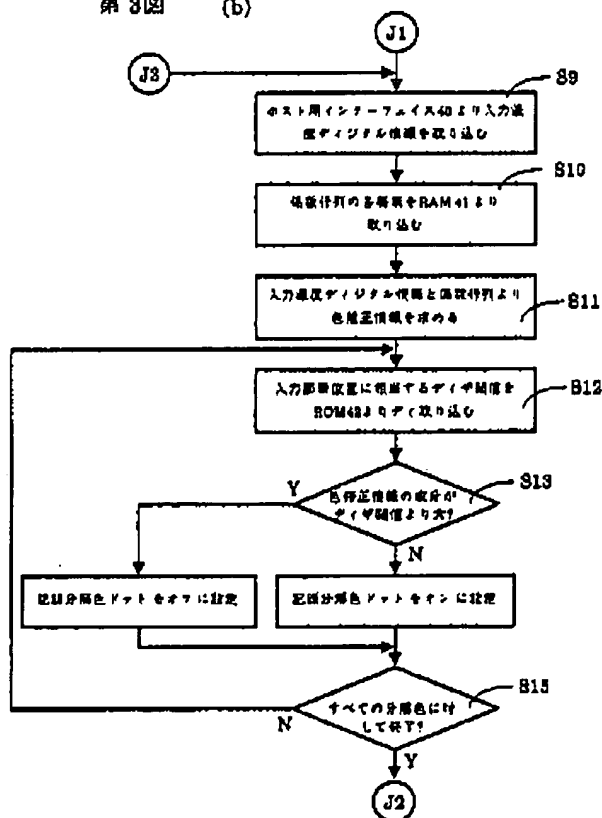 第 3図 (b)
J1
J3
S9
ホスト用インターフェイス40より入力濃
度ディジタル情報を取り込む
S10
係数行列の各要素をRAM41より
取り込む
S11
入力濃度ディジタル情報と係数行列より
色補正情報を求める
S12
入力画素位置に相当するディザ閾値を
ROM42よりディ取り込む
S13
色修正情報の成分が
ディザ閾値より大?
Y
N
記録分解色ドットをオフに設定
記録分解色ドットをオンに設定
S15
すべての分解色に対
して終了?
N
Y
J2